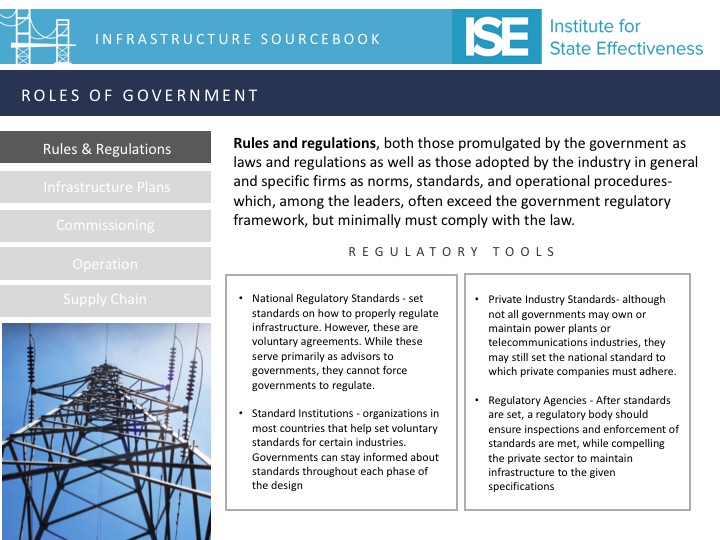 INFRASTRUCTURE SOURCEBOOK
ISE
Institute for
State Effectiveness
ROLES OF GOVERNMENT
Rules & Regulations
Infrastructure Plans
Commissioning
Operation
Supply Chain
Rules and regulations, both those promulgated by the government as
laws and regulations as well as those adopted by the industry in general
and specific firms as norms, standards, and operational procedures-
which, among the leaders, often exceed the government regulatory
framework, but minimally must comply with the law.
REGULATORY TOOLS
• National Regulatory Standards - set
standards on how to properly regulate
infrastructure. However, these are
voluntary agreements. While these
serve primarily as advisors to
governments, they cannot force
governments to regulate.
• Standard Institutions - organizations in
most countries that help set voluntary
standards for certain industries.
Governments can stay informed about
standards throughout each phase of
the design
• Private Industry Standards- although
not all governments may own or
maintain power plants or
telecommunications industries, they
may still set the national standard to
which private companies must adhere.
• Regulatory Agencies - After standards
are set, a regulatory body should
ensure inspections and enforcement of
standards are met, while compelling
the private sector to maintain
infrastructure to the given
specifications